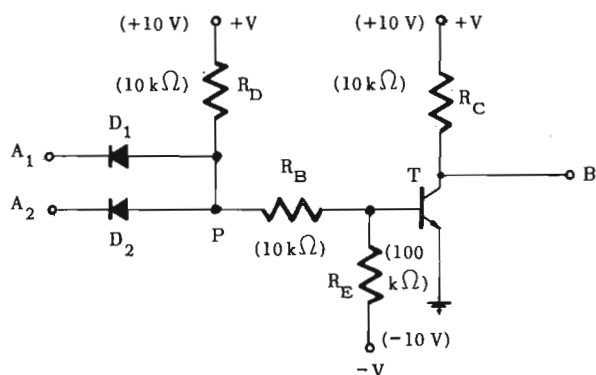 (+10 V) +V
(+10 V) +V
(10 kΩ) R_D
(10 kΩ) R_C
D_1
A_1
R_B
T
B
A_2
D_2
P
(10 kΩ)
R_E (100 kΩ)
(-10 V)
-V